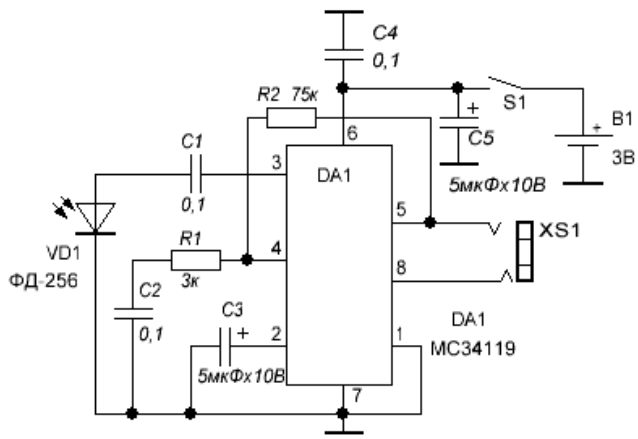 C4
0,1
R2 75к
S1
B1
+
3В
6
+
C5
C1
3
DA1
5мкФх10В
0,1
5
XS1
R1
4
VD1
ФД-256
3к
8
C2
C3
0,1
+
2
1
DA1
MC34119
5мкФх10В
7